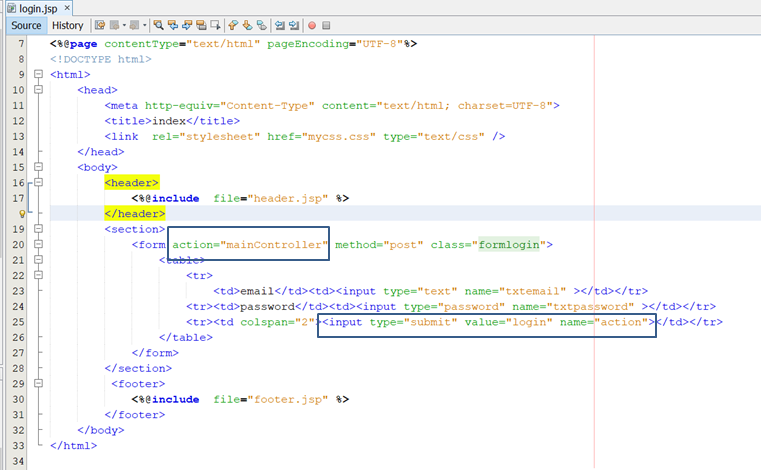 login.jsp
Source History
7 <%@page contentType="text/html" pageEncoding="UTF-8"%>
8 <!DOCTYPE html>
9 <html>
10 <head>
11 <meta http-equiv="Content-Type" content="text/html; charset=UTF-8">
12 <title>index</title>
13 <link  rel="stylesheet" href="mycss.css" type="text/css" />
14 </head>
15 <body>
16 <header>
17 <%@include  file="header.jsp" %>
</header>
19 <section>
20 <form action="mainController" method="post" class="formlogin">
21 <table>
22 <tr>
23 <td>email</td><td><input type="text" name="txtemail" ></td></tr>
24 <tr><td>password</td><td><input type="password" name="txtpassword" ></td></tr>
25 <tr><td colspan="2"><input type="submit" value="login" name="action"></td></tr>
26 </table>
27 </form>
28 </section>
29 <footer>
30 <%@include  file="footer.jsp" %>
31 </footer>
32 </body>
33 </html>
34